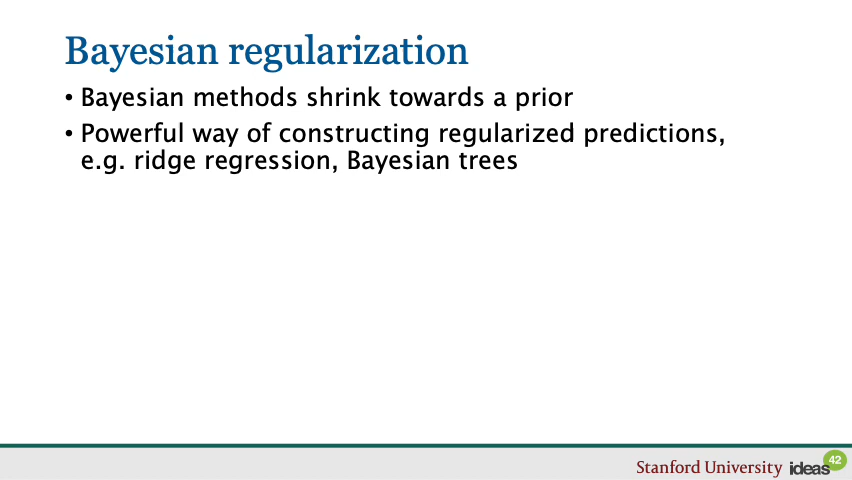 Bayesian regularization
• Bayesian methods shrink towards a prior
• Powerful way of constructing regularized predictions,
e.g. ridge regression, Bayesian trees
Stanford University ideas 42